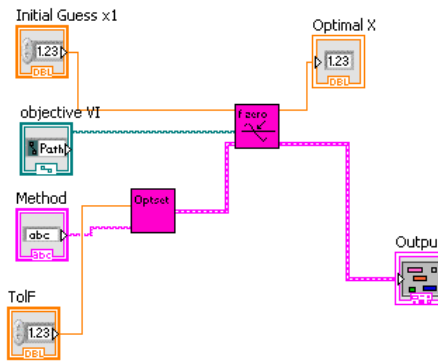 Initial Guess x1
1.23
DBL
Optimal X
1.23
DBL
objective VI
Path
f zero
Method
abc
abc
Optset
Outpu
TolF
1.23
DBL